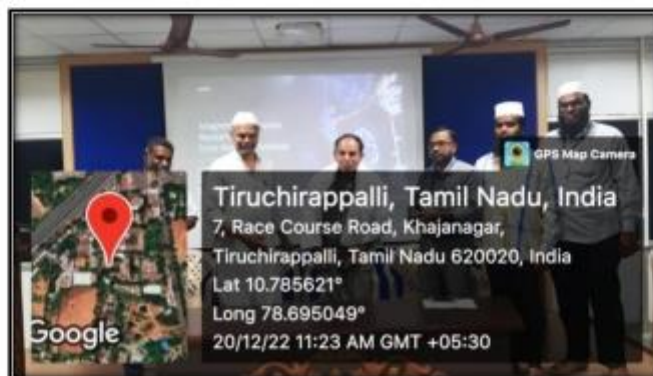 GPS Map Camera
Tiruchirappalli, Tamil Nadu, India
7, Race Course Road, Khajanagar,
Tiruchirappalli, Tamil Nadu 620020, India
Lat 10.785621°
Long 78.695049°
20/12/22 11:23 AM GMT +05:30
Google